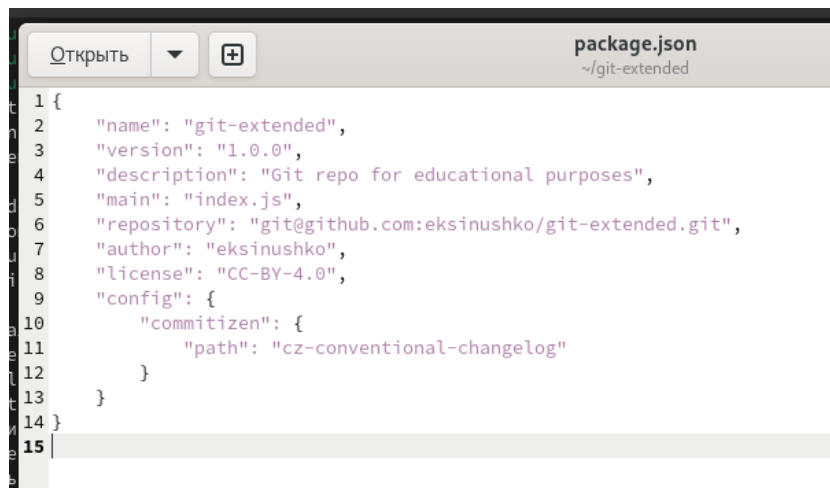 Открыть
package.json
~/git-extended
1 {
2     "name": "git-extended",
3     "version": "1.0.0",
4     "description": "Git repo for educational purposes",
5     "main": "index.js",
6     "repository": "git@github.com:eksinushko/git-extended.git",
7     "author": "eksinushko",
8     "license": "CC-BY-4.0",
9     "config": {
10         "commitizen": {
11             "path": "cz-conventional-changelog"
12         }
13     }
14 }
15